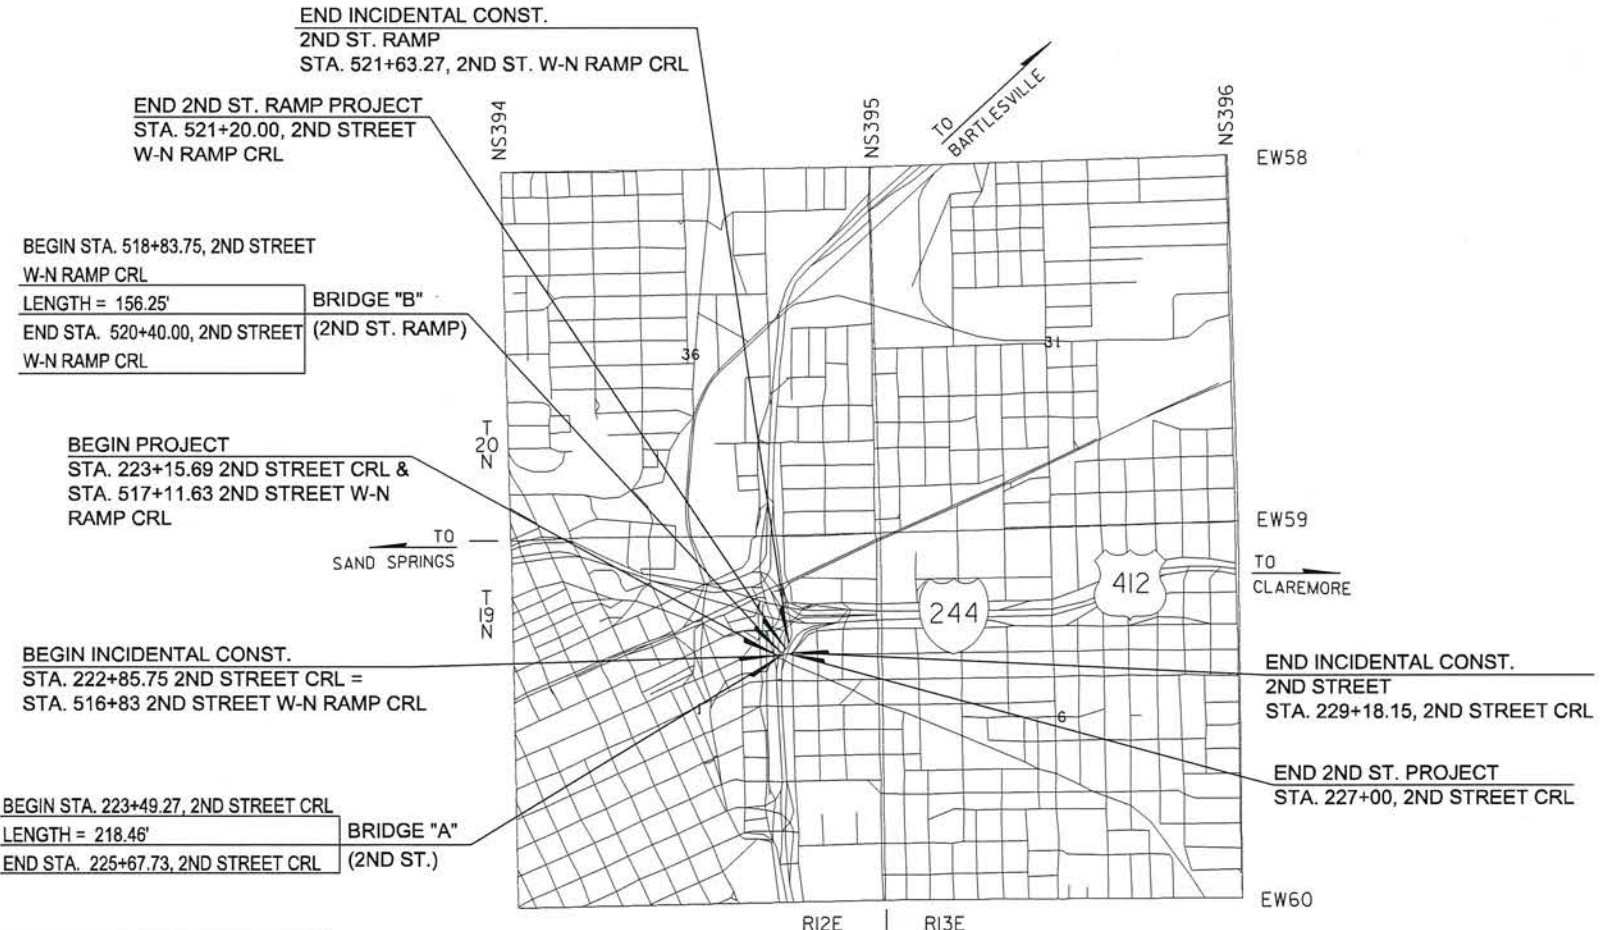 END INCIDENTAL CONST.
2ND ST. RAMP
STA. 521+63.27, 2ND ST. W-N RAMP CRL
END 2ND ST. RAMP PROJECT
STA. 521+20.00, 2ND STREET
W-N RAMP CRL
BEGIN STA. 518+83.75, 2ND STREET
W-N RAMP CRL
LENGTH = 156.25'
END STA. 520+40.00, 2ND STREET
W-N RAMP CRL
BRIDGE "B"
(2ND ST. RAMP)
BEGIN PROJECT
STA. 223+15.69 2ND STREET CRL &
STA. 517+11.63 2ND STREET W-N
RAMP CRL
TO
SAND SPRINGS
BEGIN INCIDENTAL CONST.
STA. 222+85.75 2ND STREET CRL =
STA. 516+83 2ND STREET W-N RAMP CRL
BEGIN STA. 223+49.27, 2ND STREET CRL
LENGTH = 218.46'
END STA. 225+67.73, 2ND STREET CRL
BRIDGE "A"
(2ND ST.)
NS394
NS395
NS396
TO
BARTLESVILLE
EW58
36
31
T
20
N
EW59
T
19
N
244
412
TO
CLAREMORE
6
END INCIDENTAL CONST.
2ND STREET
STA. 229+18.15, 2ND STREET CRL
END 2ND ST. PROJECT
STA. 227+00, 2ND STREET CRL
EW60
R12E
R13E